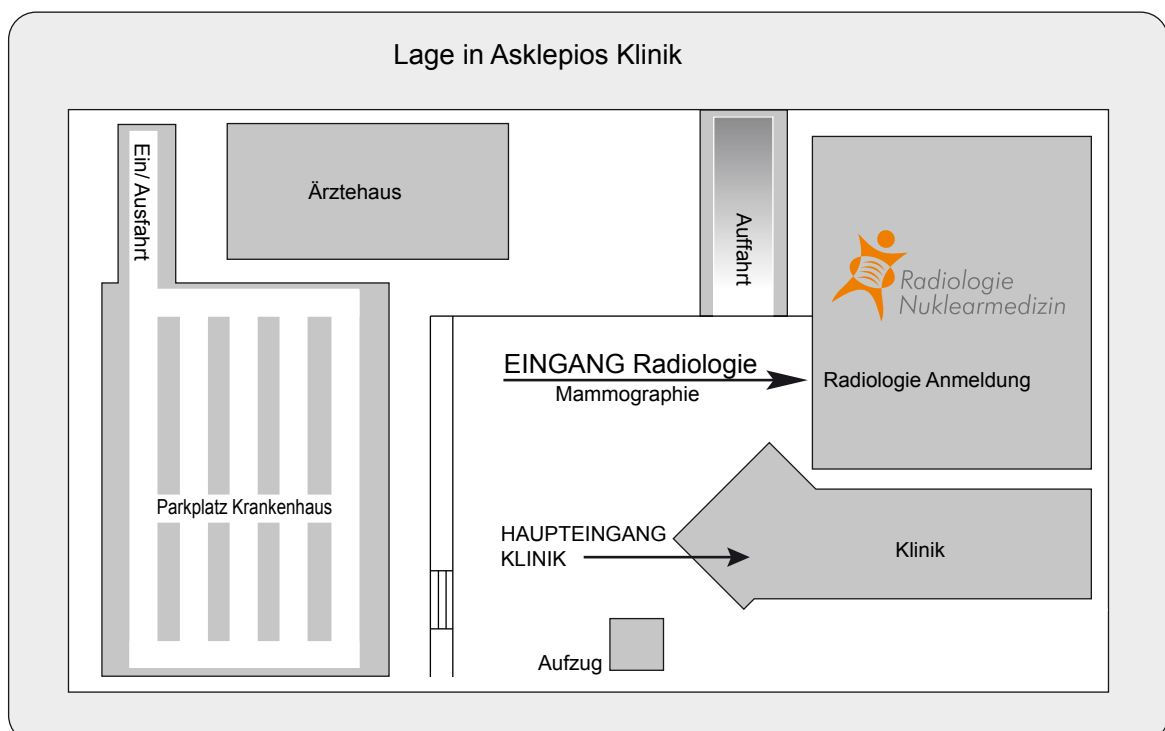 Lage in Asklepios Klinik
Ein/ Ausfahrt
Ärztehaus
Auffahrt
Radiologie
Nuklearmedizin
EINGANG Radiologie
Mammographie
Radiologie Anmeldung
Parkplatz Krankenhaus
HAUPTEINGANG
KLINIK
Klinik
Aufzug